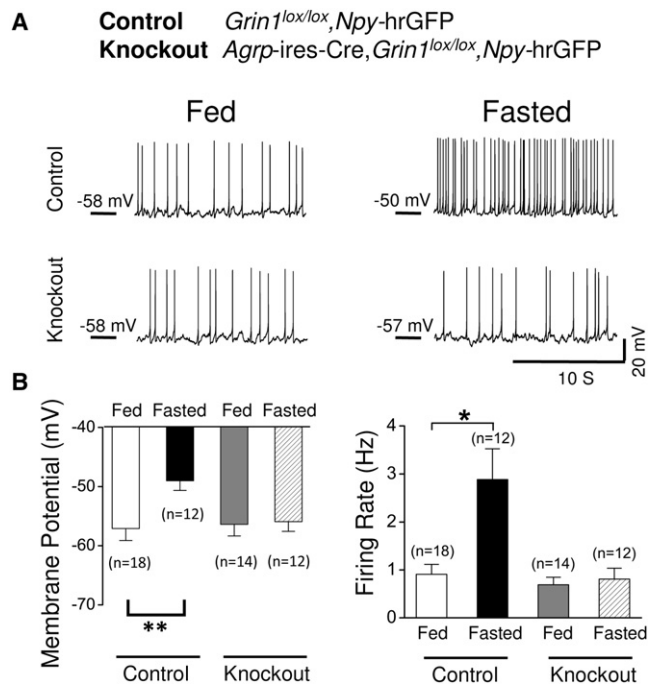 A
Control Grin1lox/lox,Npy-hrGFP
Knockout Agrp-ires-Cre,Grin1lox/lox,Npy-hrGFP
Fed Fasted
Control
-58 mV
-50 mV
Knockout
-58 mV
-57 mV
20 mV
10 S
B
Membrane Potential (mV)
-40
-50
-60
-70
Fed Fasted Fed Fasted
(n=18)
(n=12)
(n=14)
(n=12)
**
Control Knockout
Firing Rate (Hz)
4
3
2
1
0
*
(n=18)
(n=12)
(n=14)
(n=12)
Fed Fasted Fed Fasted
Control Knockout